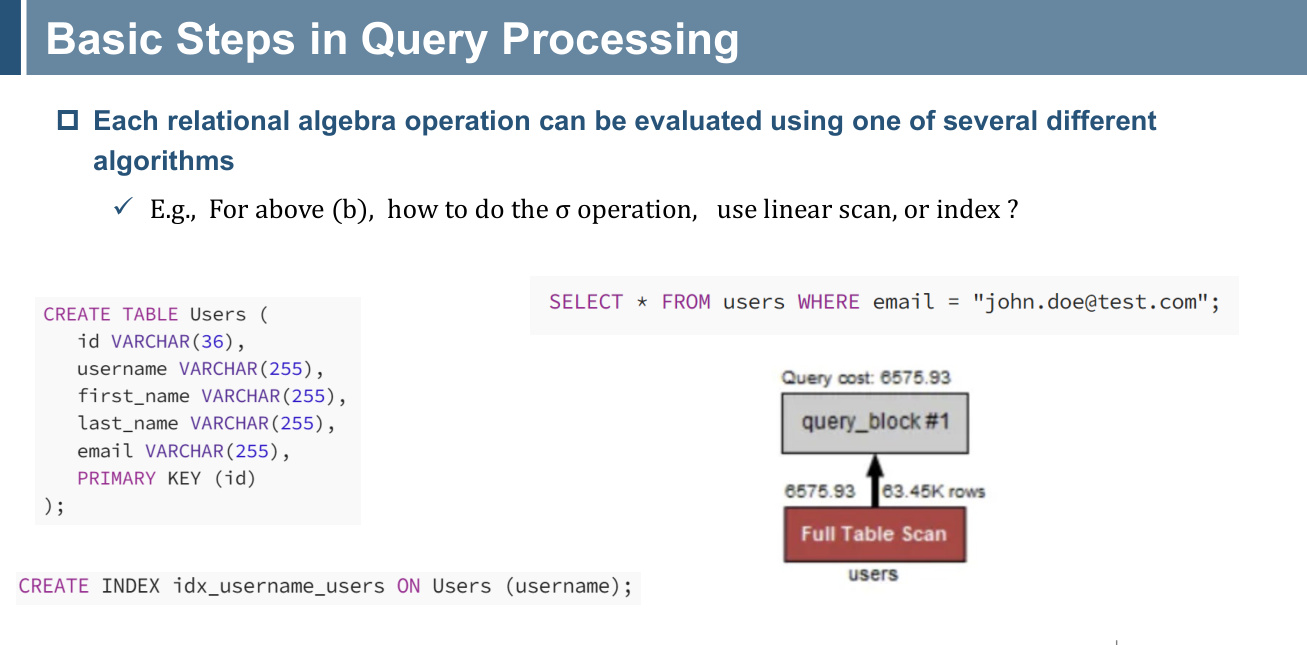 Basic Steps in Query Processing
Each relational algebra operation can be evaluated using one of several different
algorithms
E.g., For above (b), how to do the σ operation, use linear scan, or index ?
CREATE TABLE Users (
id VARCHAR(36),
username VARCHAR(255),
first_name VARCHAR(255),
last_name VARCHAR(255),
email VARCHAR(255),
PRIMARY KEY (id)
);
CREATE INDEX idx_username_users ON Users (username);
SELECT * FROM users WHERE email = "john.doe@test.com";
Query cost: 6575.93
query_block #1
6575.93 63.45K rows
Full Table Scan
users